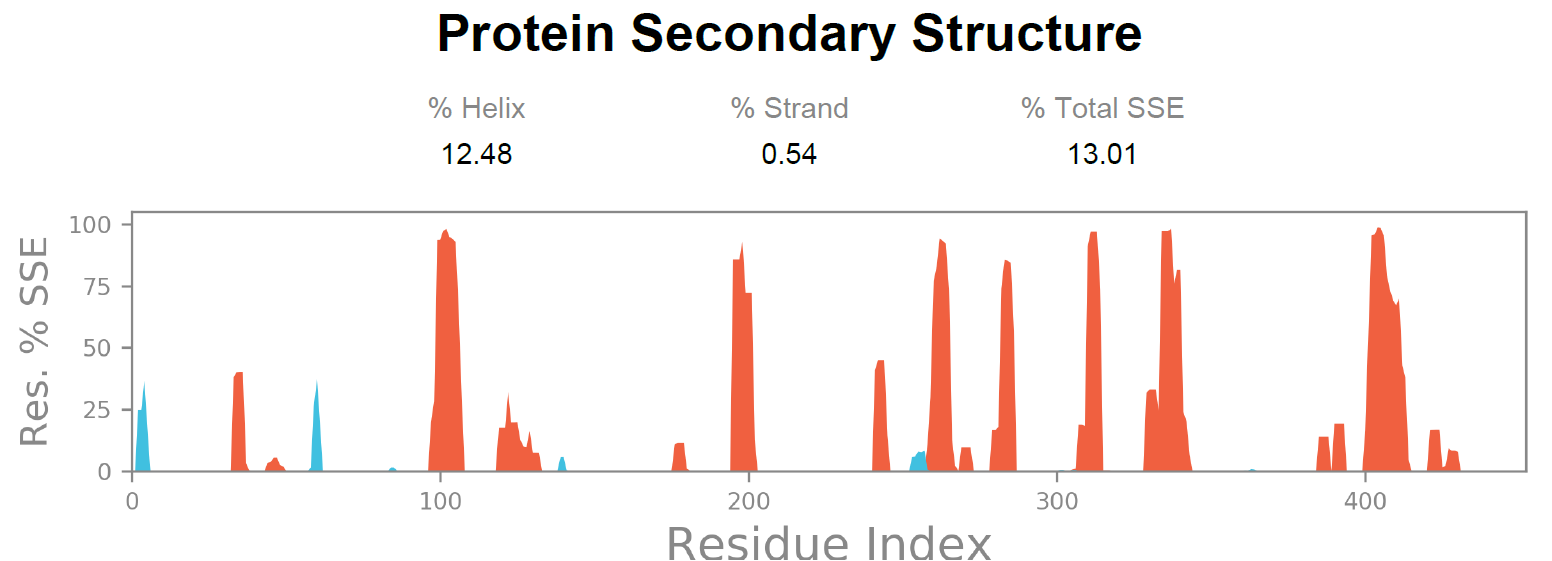 Protein Secondary Structure
% Helix % Strand % Total SSE
12.48 0.54 13.01
Res. % SSE
100
75
50
25
0
0 100 200 300 400
Residue Index